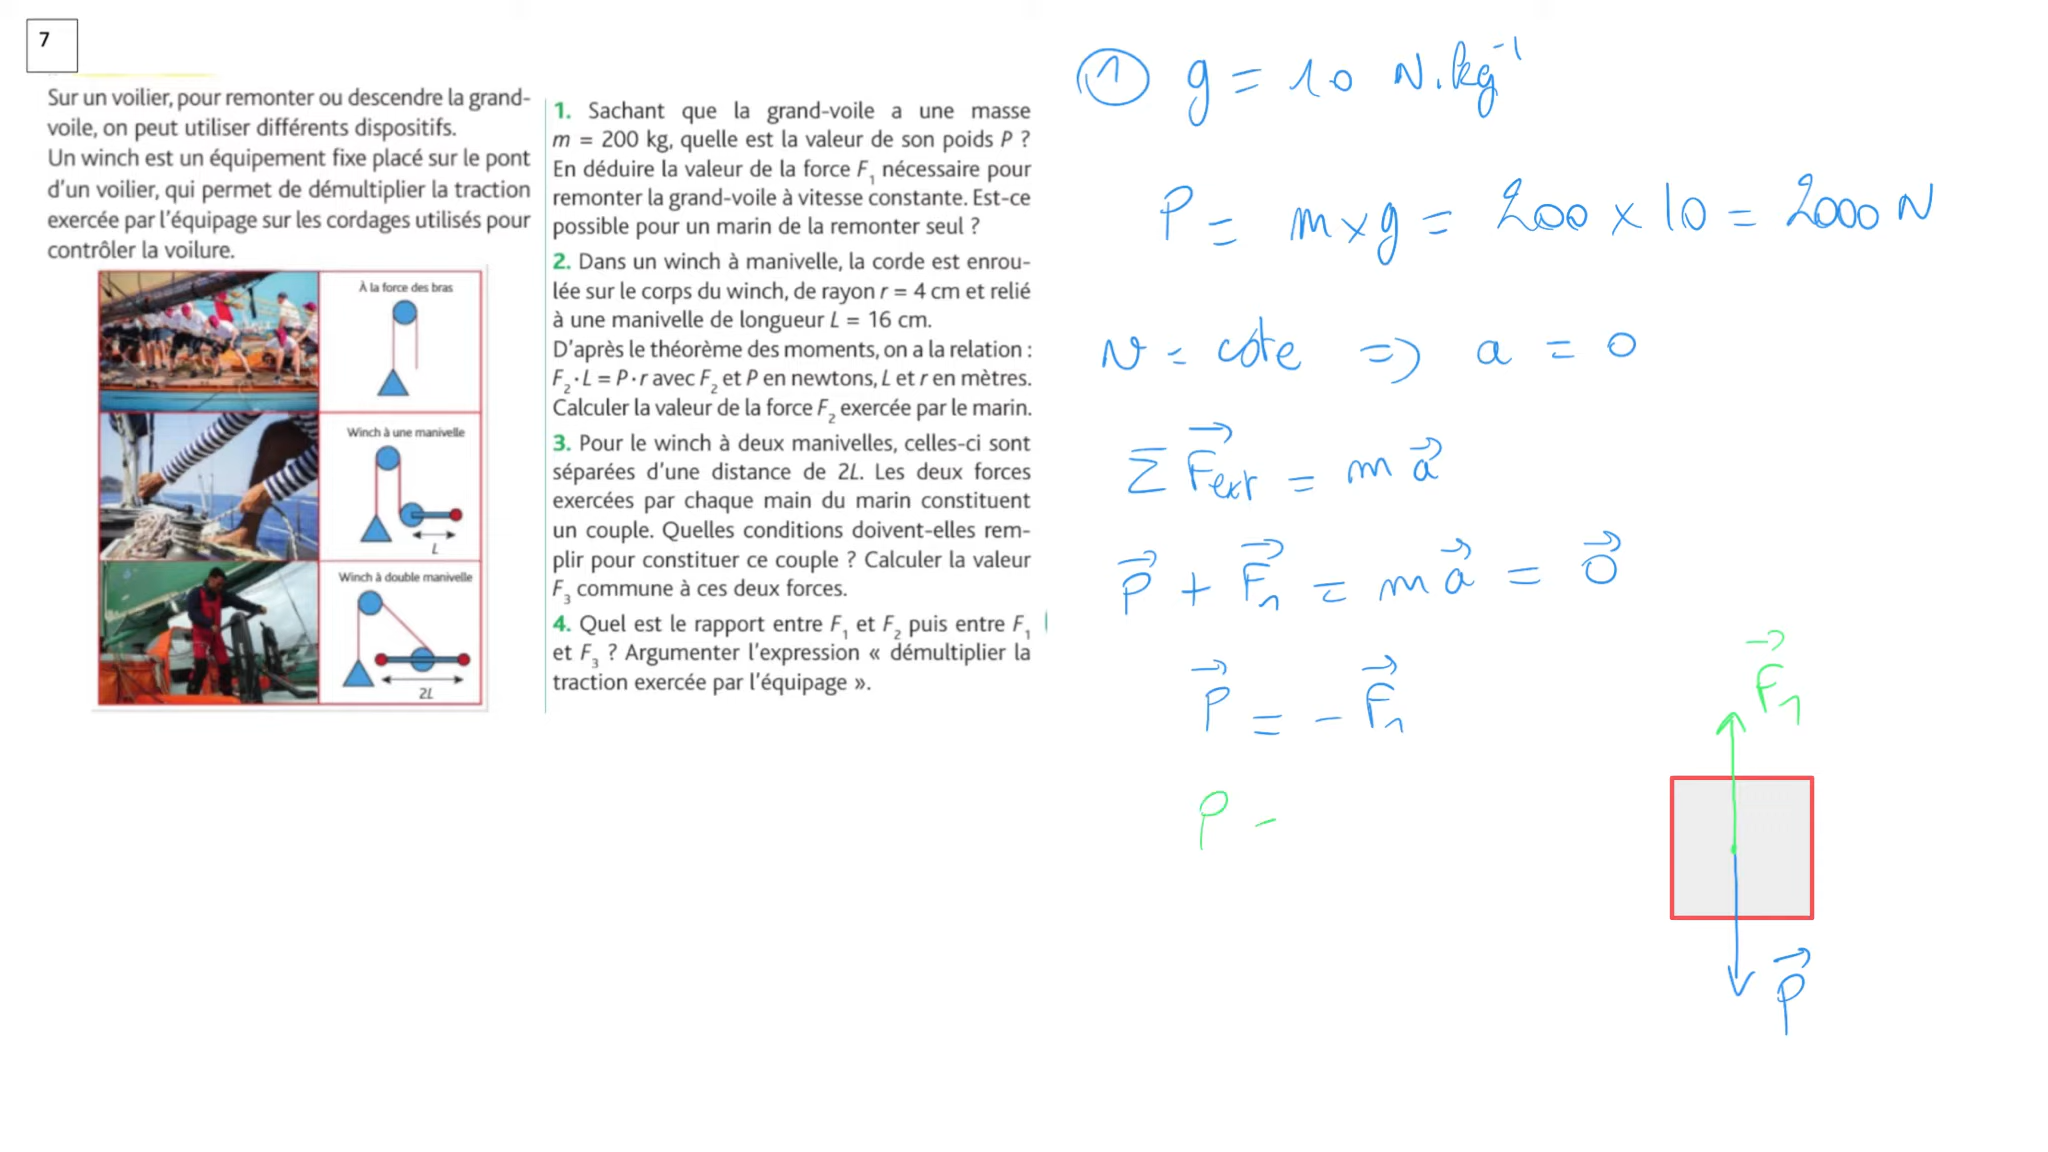 7
Sur un voilier, pour remonter ou descendre la grand-
voile, on peut utiliser différents dispositifs.
Un winch est un équipement fixe placé sur le pont
d'un voilier, qui permet de démultiplier la traction
exercée par l'équipage sur les cordages utilisés pour
contrôler la voilure.
À la force des bras
Winch à une manivelle
L
Winch à double manivelle
2L
1. Sachant que la grand-voile a une masse
m = 200 kg, quelle est la valeur de son poids P ?
En déduire la valeur de la force F₁ nécessaire pour
remonter la grand-voile à vitesse constante. Est-ce
possible pour un marin de la remonter seul ?
2. Dans un winch à manivelle, la corde est enrou-
lée sur le corps du winch, de rayon r = 4 cm et relié
à une manivelle de longueur L = 16 cm.
D'après le théorème des moments, on a la relation :
F₂ · L = P · r avec F₂ et P en newtons, L et r en mètres.
Calculer la valeur de la force F₂ exercée par le marin.
3. Pour le winch à deux manivelles, celles-ci sont
séparées d'une distance de 2L. Les deux forces
exercées par chaque main du marin constituent
un couple. Quelles conditions doivent-elles rem-
plir pour constituer ce couple ? Calculer la valeur
F₃ commune à ces deux forces.
4. Quel est le rapport entre F₁ et F₂ puis entre F₁
et F₃ ? Argumenter l'expression « démultiplier la
traction exercée par l'équipage ».
① g = 10 N.kg⁻¹
P = m × g = 200 × 10 = 2000 N
v = cste => a = 0
Σ F⃗ext = m a⃗
P⃗ + F⃗₁ = m a⃗ = 0⃗
P⃗ = - F⃗₁
P -
F⃗₁
P⃗